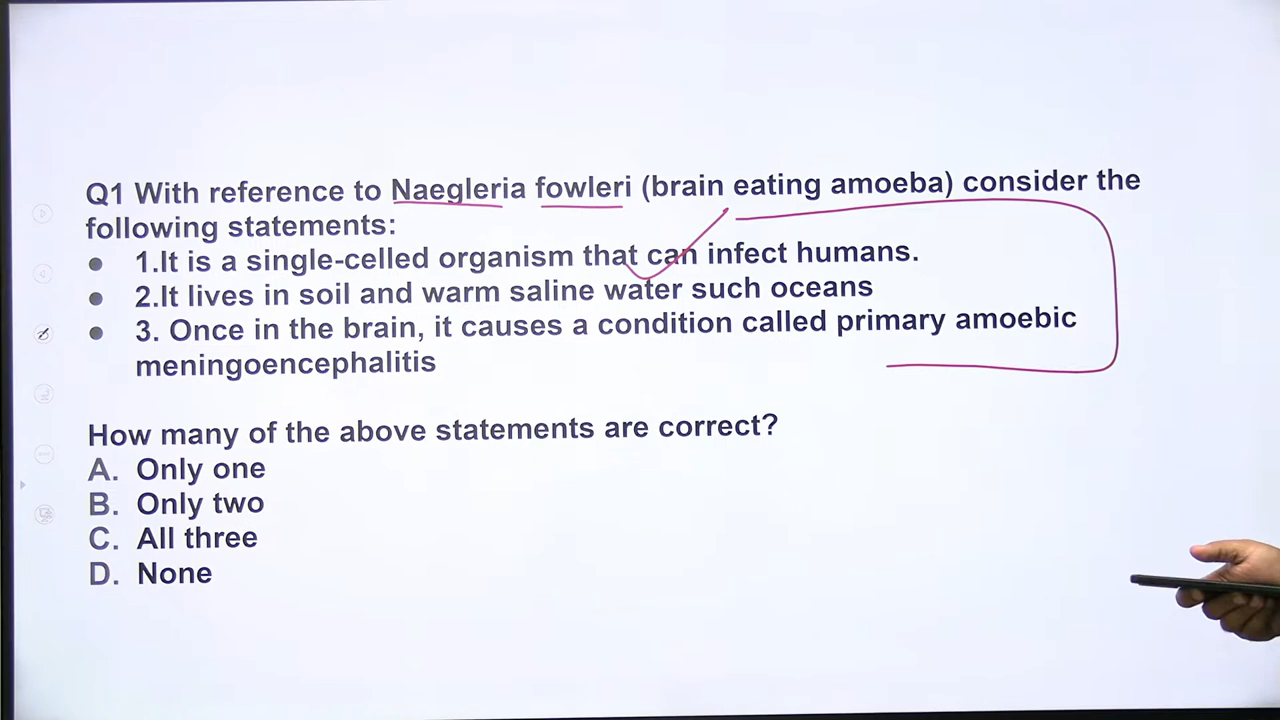 Q1 With reference to Naegleria fowleri (brain eating amoeba) consider the
following statements:
● 1.It is a single-celled organism that can infect humans.
● 2.It lives in soil and warm saline water such oceans
● 3. Once in the brain, it causes a condition called primary amoebic
meningoencephalitis
How many of the above statements are correct?
A. Only one
B. Only two
C. All three
D. None